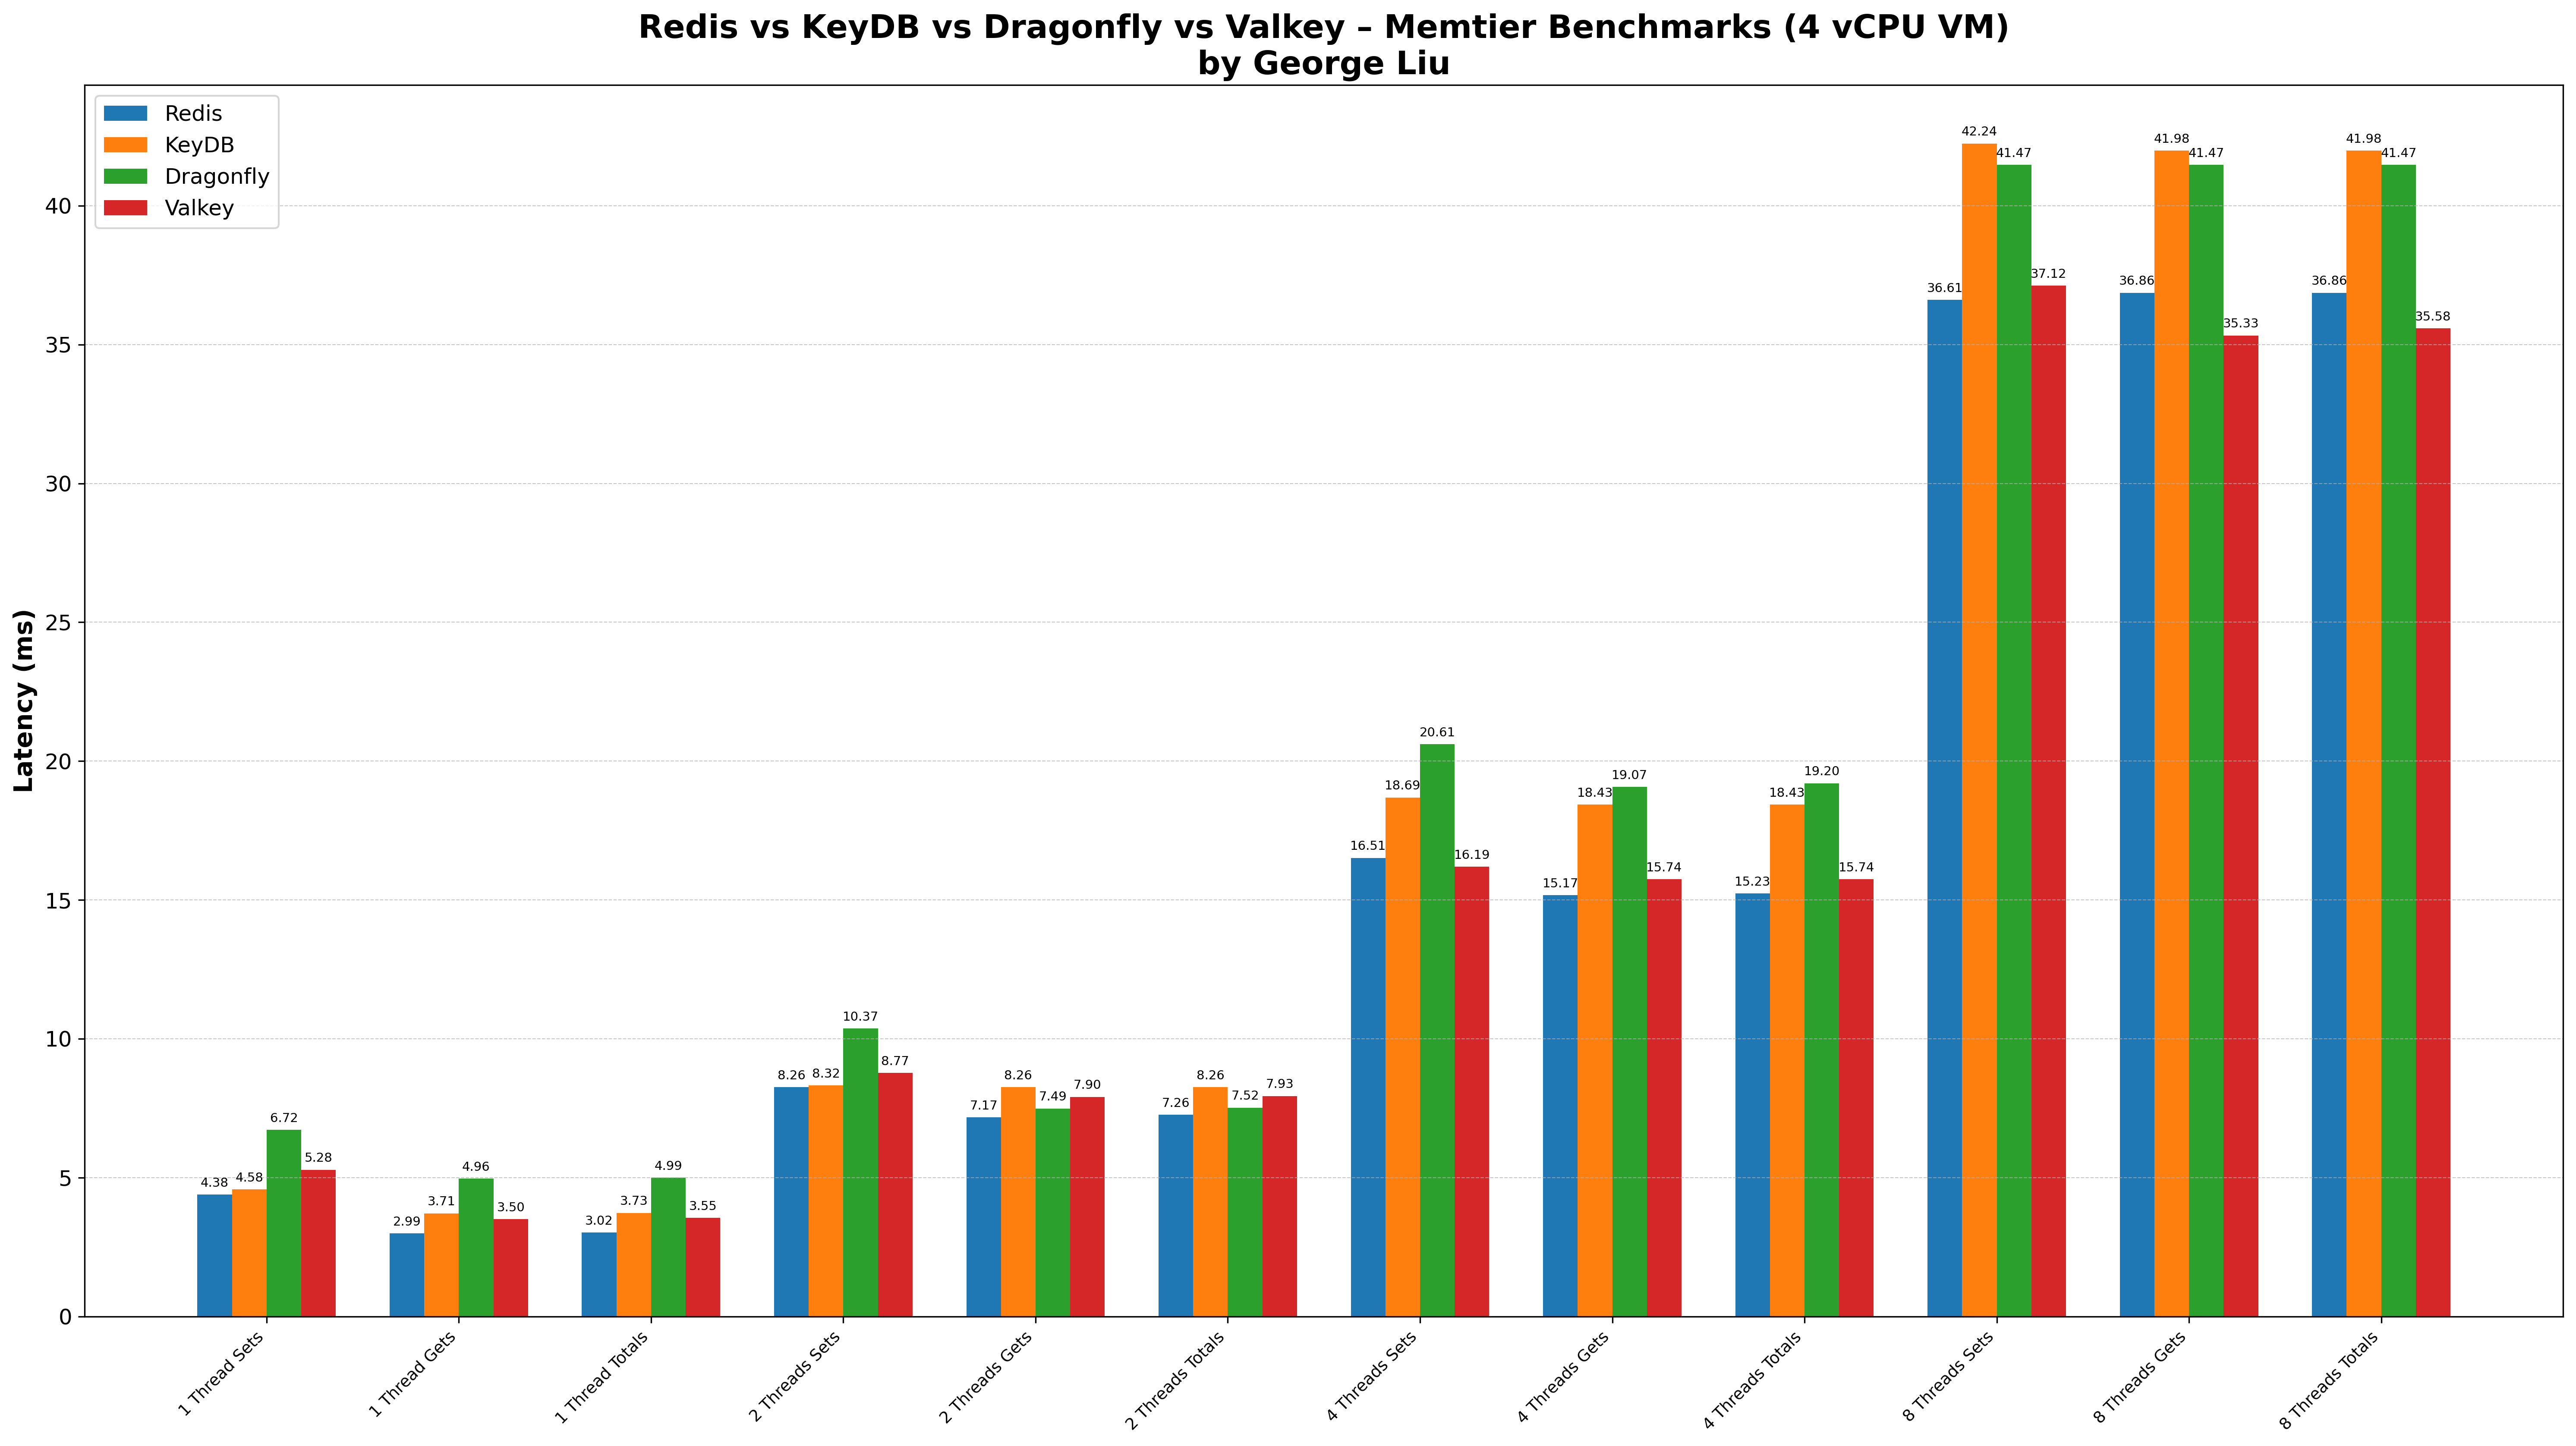 Redis vs KeyDB vs Dragonfly vs Valkey – Memtier Benchmarks (4 vCPU VM)
by George Liu
Redis
KeyDB
Dragonfly
Valkey
Latency (ms)
40
35
30
25
20
15
10
5
0
4.38 4.58 6.72 5.28
2.99 3.71 4.96 3.50
3.02 3.73 4.99 3.55
8.26 8.32 10.37 8.77
7.17 8.26 7.49 7.90
7.26 8.26 7.52 7.93
16.51 18.69 20.61 16.19
15.17 18.43 19.07 15.74
15.23 18.43 19.20 15.74
36.61 42.24 41.47 37.12
36.86 41.98 41.47 35.33
36.86 41.98 41.47 35.58
1 Thread Sets
1 Thread Gets
1 Thread Totals
2 Threads Sets
2 Threads Gets
2 Threads Totals
4 Threads Sets
4 Threads Gets
4 Threads Totals
8 Threads Sets
8 Threads Gets
8 Threads Totals